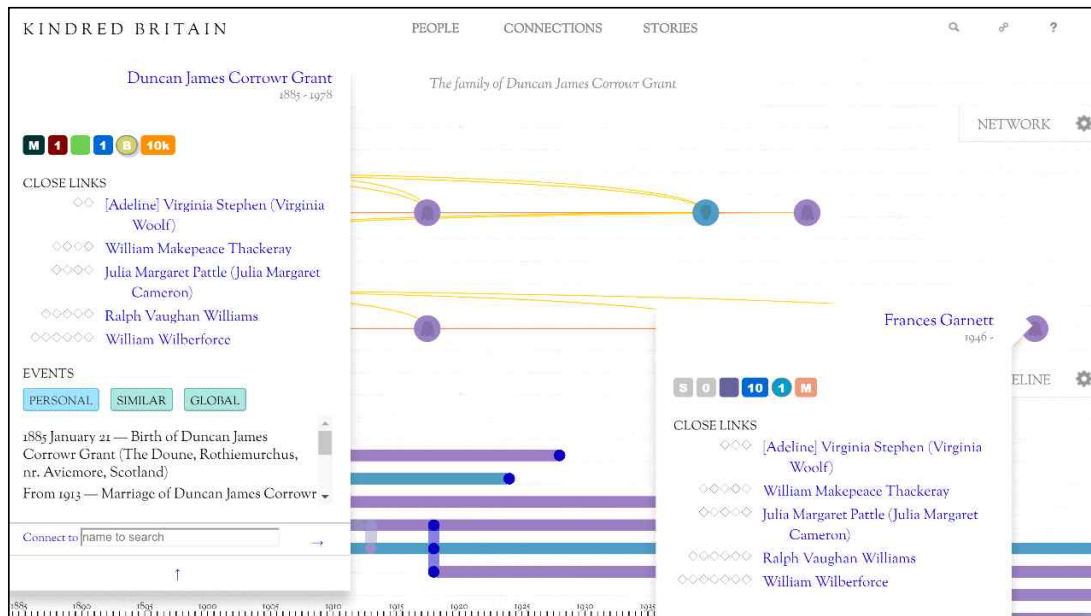 KINDRED BRITAIN
PEOPLE CONNECTIONS STORIES ?
Duncan James Corrowr Grant
1885 - 1978
The family of Duncan James Corrowr Grant
NETWORK
M 1 1 B 10k
CLOSE LINKS
[Adeline] Virginia Stephen (Virginia
Woolf)
William Makepeace Thackeray
Julia Margaret Pattle (Julia Margaret
Cameron)
Ralph Vaughan Williams
William Wilberforce
EVENTS
PERSONAL SIMILAR GLOBAL
1885 January 21 — Birth of Duncan James
Corrowr Grant (The Doune, Rothiemurchus,
nr. Aviemore, Scotland)
From 1913 — Marriage of Duncan James Corrowr
Connect to name to search →
↑
Frances Garnett
1946 -
ELINE
S 0 10 1 M
CLOSE LINKS
[Adeline] Virginia Stephen (Virginia
Woolf)
William Makepeace Thackeray
Julia Margaret Pattle (Julia Margaret
Cameron)
Ralph Vaughan Williams
William Wilberforce
1885 1890 1895 1900 1905 1910 1915 1920 1925 1930 1935